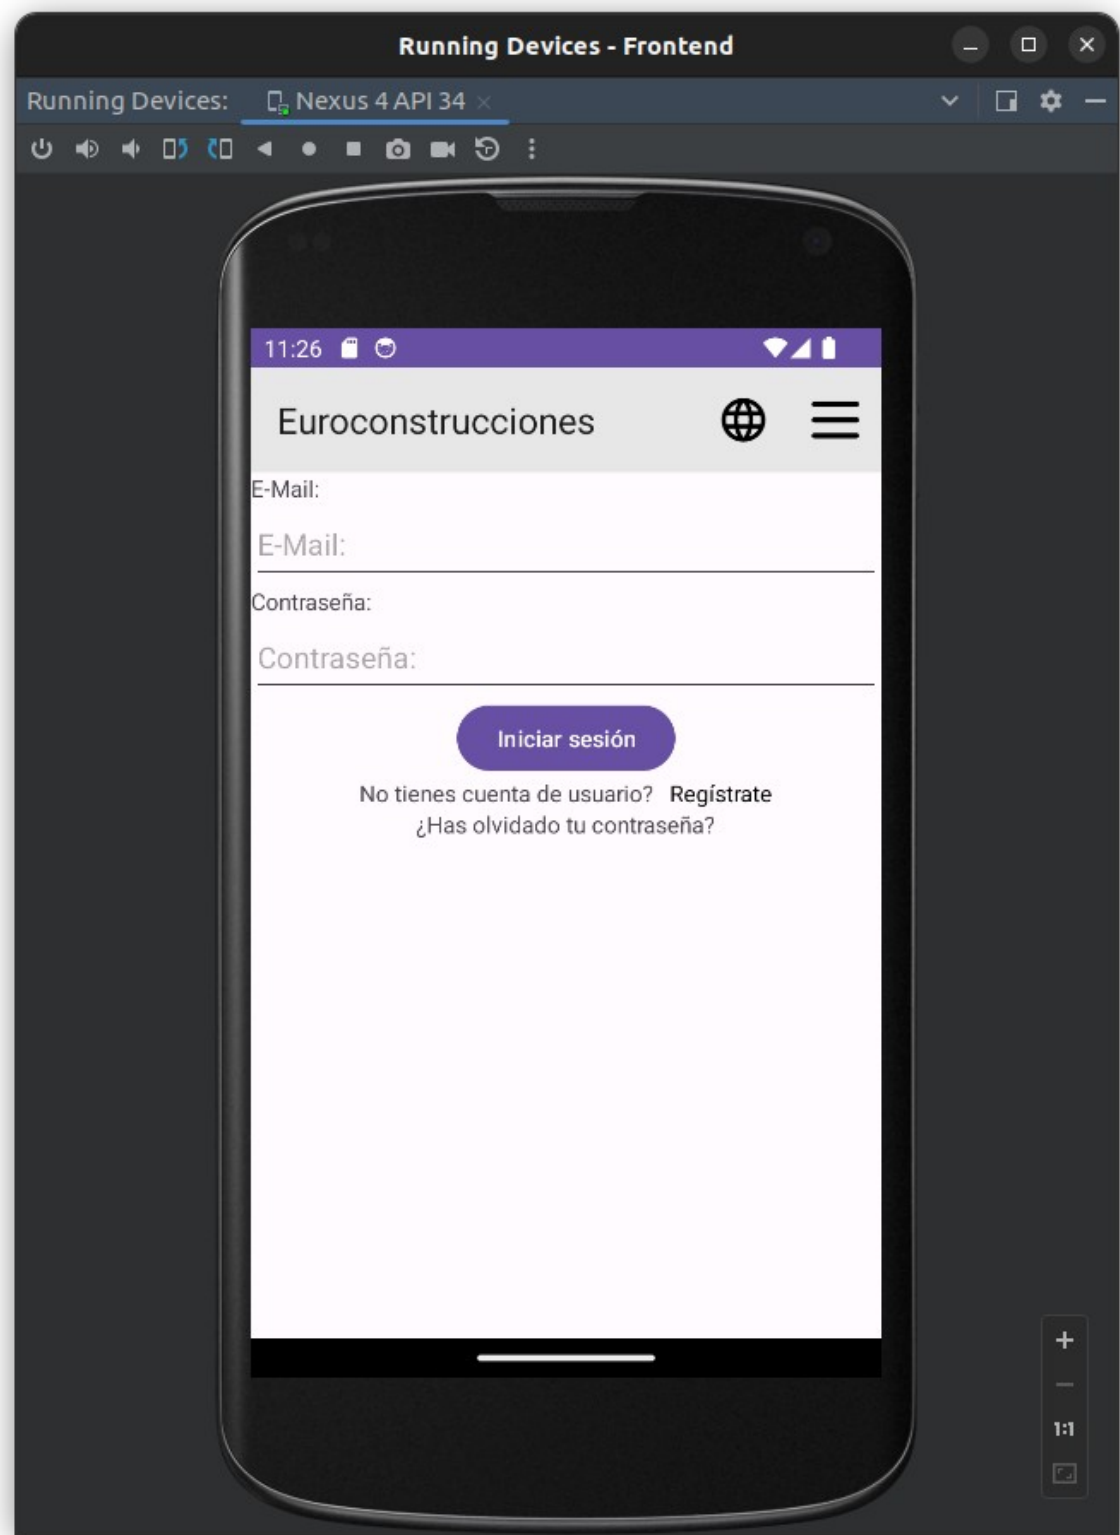 Running Devices - Frontend
Running Devices: Nexus 4 API 34
11:26
Euroconstrucciones
E-Mail:
E-Mail:
Contraseña:
Contraseña:
Iniciar sesión
No tienes cuenta de usuario? Regístrate
¿Has olvidado tu contraseña?
1:1